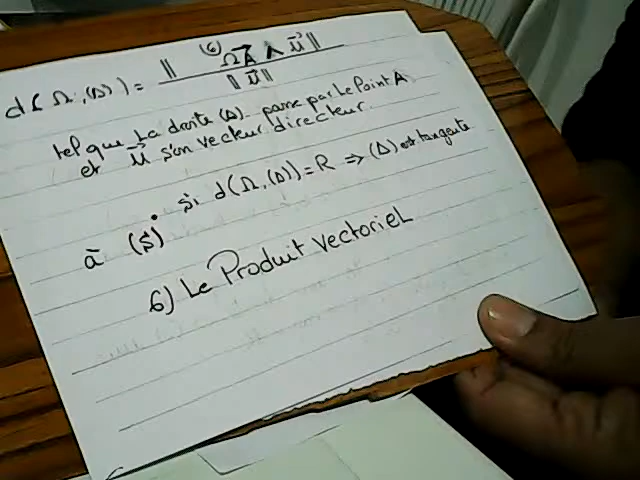 d(Ω,(Δ)) = ‖ΩA⃗ ∧ u⃗‖ / ‖u⃗‖ (6)
tel que la droite (Δ) passe par le Point A
et u⃗ son vecteur directeur.
• si d(Ω,(Δ)) = R ⇒ (Δ) est tangente
à (S)
6) Le Produit vectoriel